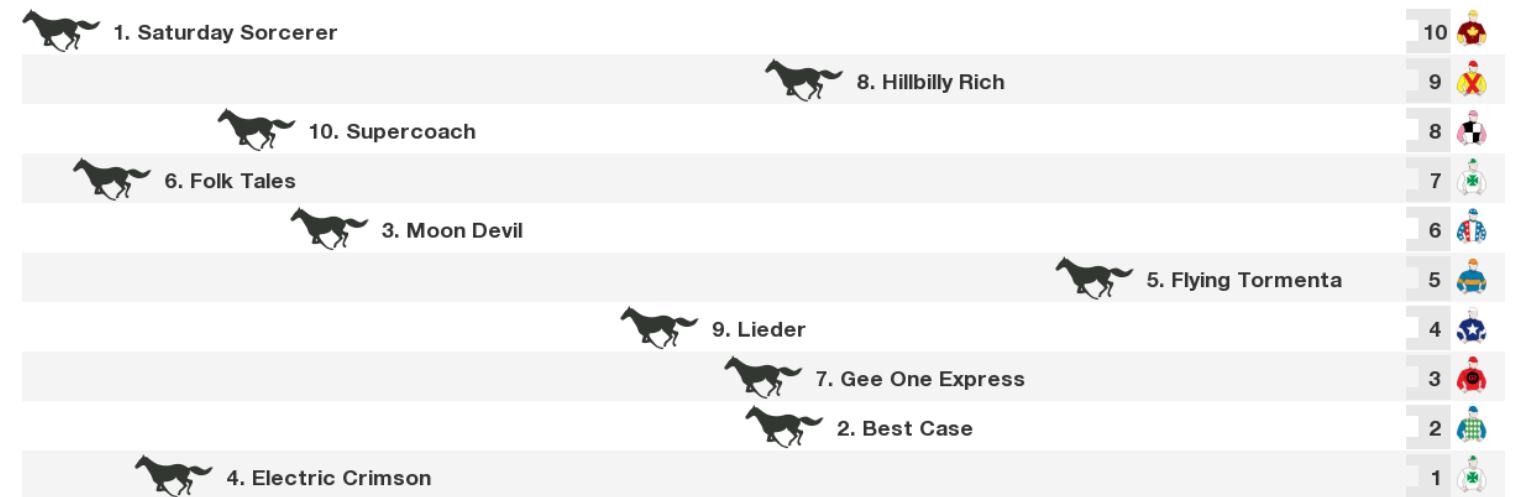 1. Saturday Sorcerer 10
8. Hillbilly Rich 9
10. Supercoach 8
6. Folk Tales 7
3. Moon Devil 6
5. Flying Tormenta 5
9. Lieder 4
7. Gee One Express 3
2. Best Case 2
4. Electric Crimson 1